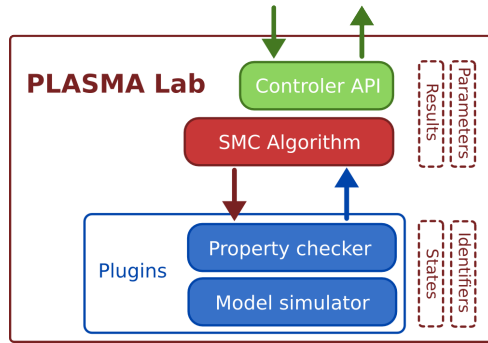 PLASMA Lab
Controler API
SMC Algorithm
Results
Parameters
Plugins
Property checker
Model simulator
States
Identifiers